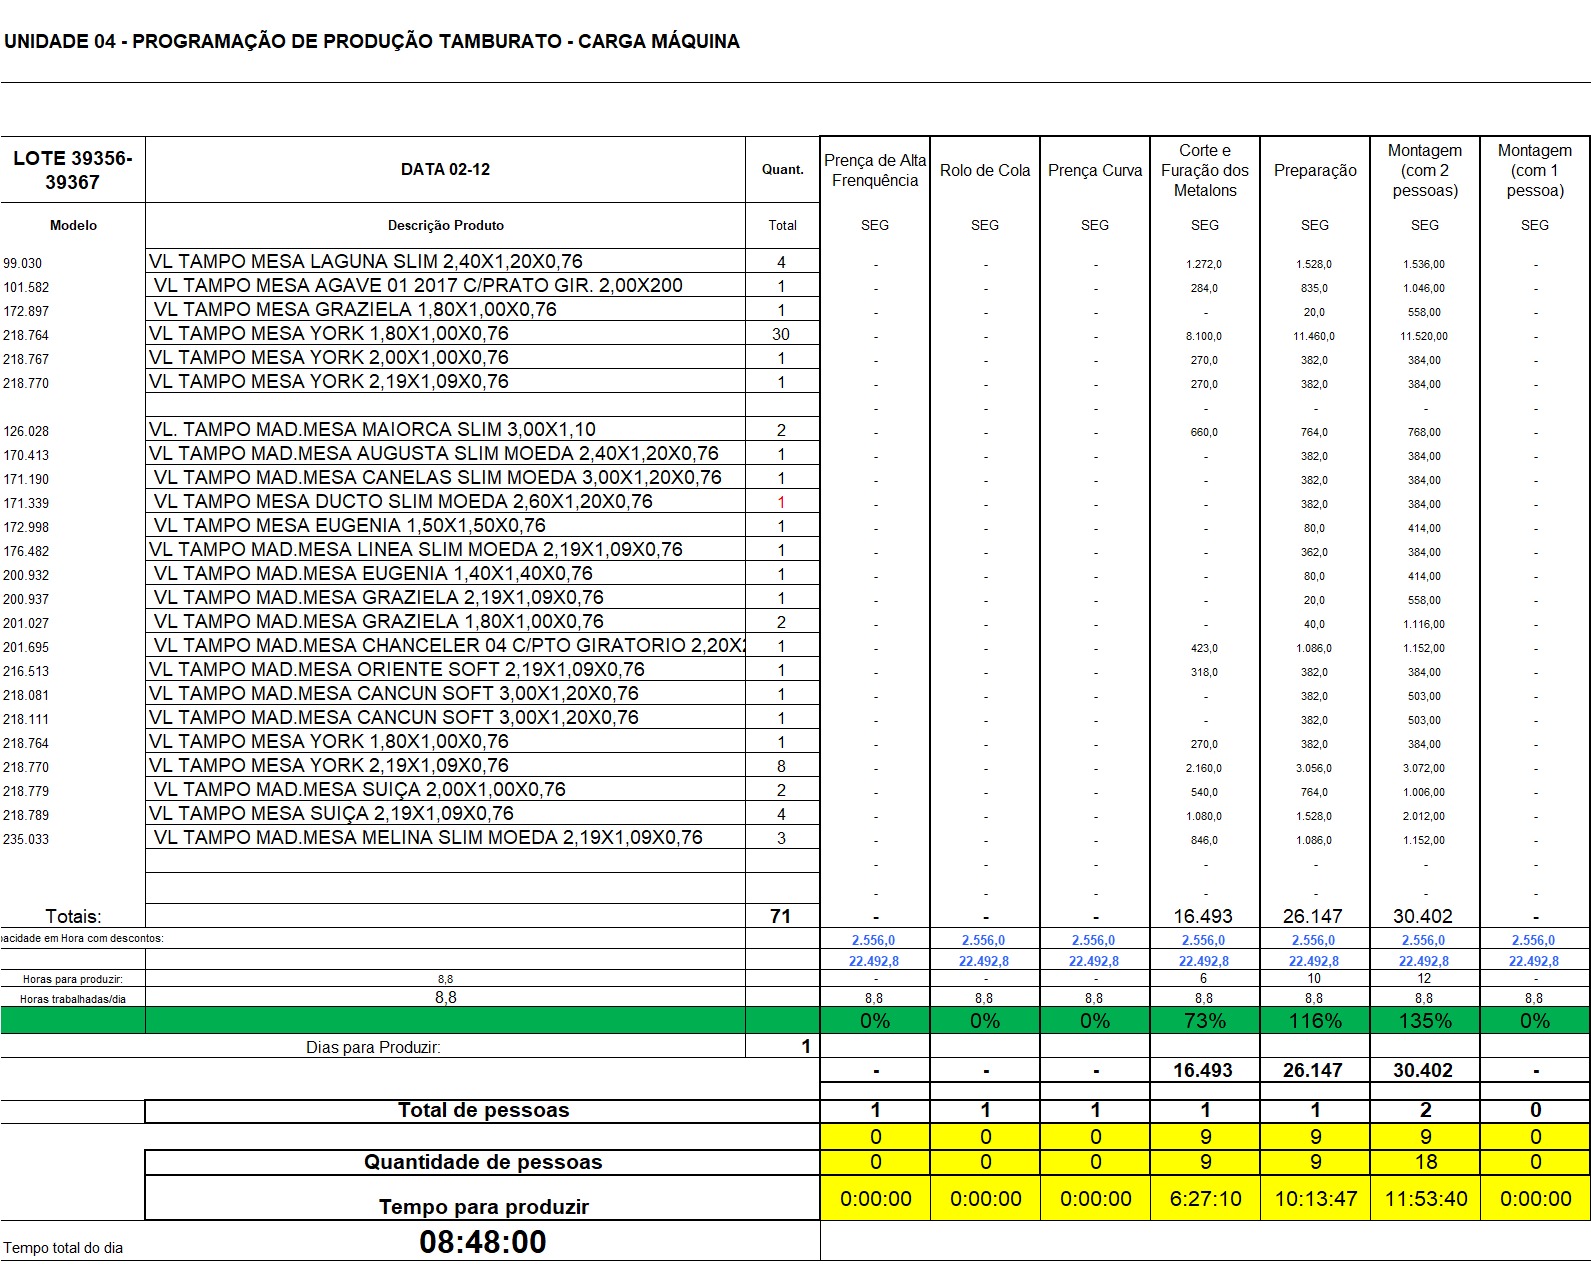 UNIDADE 04 - PROGRAMAÇÃO DE PRODUÇÃO TAMBURATO - CARGA MÁQUINA
LOTE 39356-39367 DATA 02-12 Quant. Prença de Alta Frenquência Rolo de Cola Prença Curva Corte e Furação dos Metalons Preparação Montagem (com 2 pessoas) Montagem (com 1 pessoa)
Modelo Descrição Produto Total SEG SEG SEG SEG SEG SEG SEG
99.030 VL TAMPO MESA LAGUNA SLIM 2,40X1,20X0,76 4 - - - 1.272,0 1.528,0 1.536,00 -
101.582 VL TAMPO MESA AGAVE 01 2017 C/PRATO GIR. 2,00X200 1 - - - 284,0 835,0 1.046,00 -
172.897 VL TAMPO MESA GRAZIELA 1,80X1,00X0,76 1 - - - - 20,0 558,00 -
218.764 VL TAMPO MESA YORK 1,80X1,00X0,76 30 - - - 8.100,0 11.460,0 11.520,00 -
218.767 VL TAMPO MESA YORK 2,00X1,00X0,76 1 - - - 270,0 382,0 384,00 -
218.770 VL TAMPO MESA YORK 2,19X1,09X0,76 1 - - - 270,0 382,0 384,00 -
- - - - - - -
126.028 VL. TAMPO MAD.MESA MAIORCA SLIM 3,00X1,10 2 - - - 660,0 764,0 768,00 -
170.413 VL TAMPO MAD.MESA AUGUSTA SLIM MOEDA 2,40X1,20X0,76 1 - - - - 382,0 384,00 -
171.190 VL TAMPO MAD.MESA CANELAS SLIM MOEDA 3,00X1,20X0,76 1 - - - - 382,0 384,00 -
171.339 VL TAMPO MESA DUCTO SLIM MOEDA 2,60X1,20X0,76 1 - - - - 382,0 384,00 -
172.998 VL TAMPO MESA EUGENIA 1,50X1,50X0,76 1 - - - - 80,0 414,00 -
176.482 VL TAMPO MAD.MESA LINEA SLIM MOEDA 2,19X1,09X0,76 1 - - - - 362,0 384,00 -
200.932 VL TAMPO MAD.MESA EUGENIA 1,40X1,40X0,76 1 - - - - 80,0 414,00 -
200.937 VL TAMPO MAD.MESA GRAZIELA 2,19X1,09X0,76 1 - - - - 20,0 558,00 -
201.027 VL TAMPO MAD.MESA GRAZIELA 1,80X1,00X0,76 2 - - - - 40,0 1.116,00 -
201.695 VL TAMPO MAD.MESA CHANCELER 04 C/PTO GIRATORIO 2,20X2 1 - - - 423,0 1.086,0 1.152,00 -
216.513 VL TAMPO MAD.MESA ORIENTE SOFT 2,19X1,09X0,76 1 - - - 318,0 382,0 384,00 -
218.081 VL TAMPO MAD.MESA CANCUN SOFT 3,00X1,20X0,76 1 - - - - 382,0 503,00 -
218.111 VL TAMPO MAD.MESA CANCUN SOFT 3,00X1,20X0,76 1 - - - - 382,0 503,00 -
218.764 VL TAMPO MESA YORK 1,80X1,00X0,76 1 - - - 270,0 382,0 384,00 -
218.770 VL TAMPO MESA YORK 2,19X1,09X0,76 8 - - - 2.160,0 3.056,0 3.072,00 -
218.779 VL TAMPO MAD.MESA SUIÇA 2,00X1,00X0,76 2 - - - 540,0 764,0 1.006,00 -
218.789 VL TAMPO MESA SUIÇA 2,19X1,09X0,76 4 - - - 1.080,0 1.528,0 2.012,00 -
235.033 VL TAMPO MAD.MESA MELINA SLIM MOEDA 2,19X1,09X0,76 3 - - - 846,0 1.086,0 1.152,00 -
- - - - - - -
- - - - - - -
Totais: 71 - - - 16.493 26.147 30.402 -
pacidade em Hora com descontos: 2.556,0 2.556,0 2.556,0 2.556,0 2.556,0 2.556,0 2.556,0
22.492,8 22.492,8 22.492,8 22.492,8 22.492,8 22.492,8 22.492,8
Horas para produzir: 8,8 - - - 6 10 12 -
Horas trabalhadas/dia 8,8 8,8 8,8 8,8 8,8 8,8 8,8 8,8
0% 0% 0% 73% 116% 135% 0%
Dias para Produzir: 1
- - - 16.493 26.147 30.402 -
Total de pessoas 1 1 1 1 1 2 0
0 0 0 9 9 9 0
Quantidade de pessoas 0 0 0 9 9 18 0
Tempo para produzir 0:00:00 0:00:00 0:00:00 6:27:10 10:13:47 11:53:40 0:00:00
Tempo total do dia 08:48:00